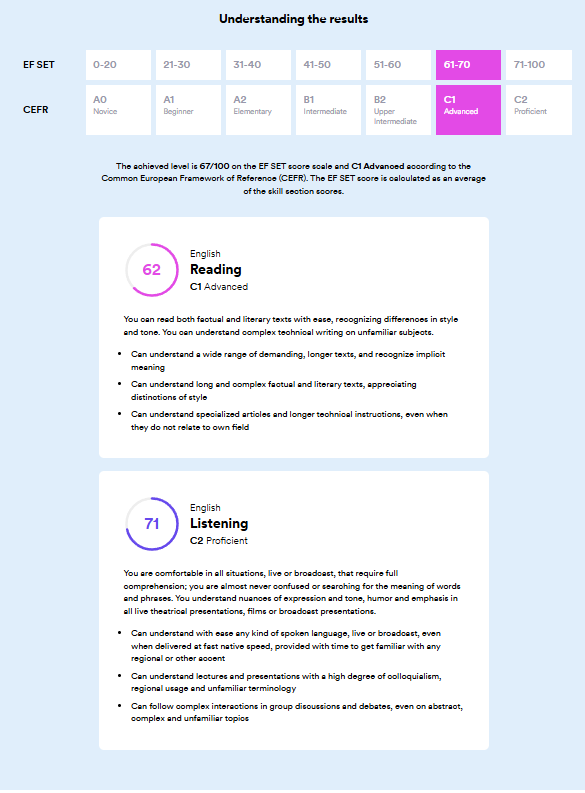 Understanding the results
EF SET 0-20 21-30 31-40 41-50 51-60 61-70 71-100
CEFR A0 A1 A2 B1 B2 C1 C2
Novice Beginner Elementary Intermediate Upper Advanced Proficient
Intermediate
The achieved level is 67/100 on the EF SET score scale and C1 Advanced according to the
Common European Framework of Reference (CEFR). The EF SET score is calculated as an average
of the skill section scores.
62
English
Reading
C1 Advanced
You can read both factual and literary texts with ease, recognizing differences in style
and tone. You can understand complex technical writing on unfamiliar subjects.
• Can understand a wide range of demanding, longer texts, and recognize implicit
meaning
• Can understand long and complex factual and literary texts, appreciating
distinctions of style
• Can understand specialized articles and longer technical instructions, even when
they do not relate to own field
71
English
Listening
C2 Proficient
You are comfortable in all situations, live or broadcast, that require full
comprehension; you are almost never confused or searching for the meaning of words
and phrases. You understand nuances of expression and tone, humor and emphasis in
all live theatrical presentations, films or broadcast presentations.
• Can understand with ease any kind of spoken language, live or broadcast, even
when delivered at fast native speed, provided with time to get familiar with any
regional or other accent
• Can understand lectures and presentations with a high degree of colloquialism,
regional usage and unfamiliar terminology
• Can follow complex interactions in group discussions and debates, even on abstract,
complex and unfamiliar topics